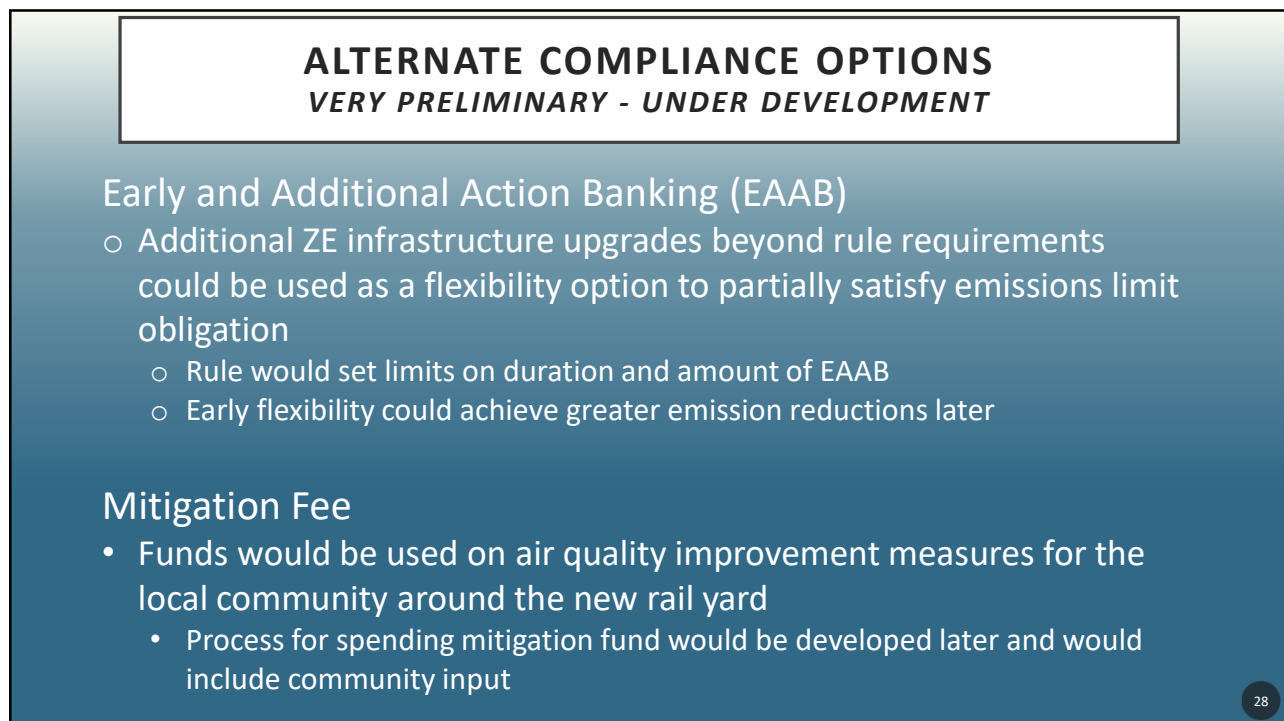 ALTERNATE COMPLIANCE OPTIONS
VERY PRELIMINARY - UNDER DEVELOPMENT
Early and Additional Action Banking (EAAB)
o Additional ZE infrastructure upgrades beyond rule requirements
could be used as a flexibility option to partially satisfy emissions limit
obligation
o Rule would set limits on duration and amount of EAAB
o Early flexibility could achieve greater emission reductions later
Mitigation Fee
• Funds would be used on air quality improvement measures for the
local community around the new rail yard
• Process for spending mitigation fund would be developed later and would
include community input
28